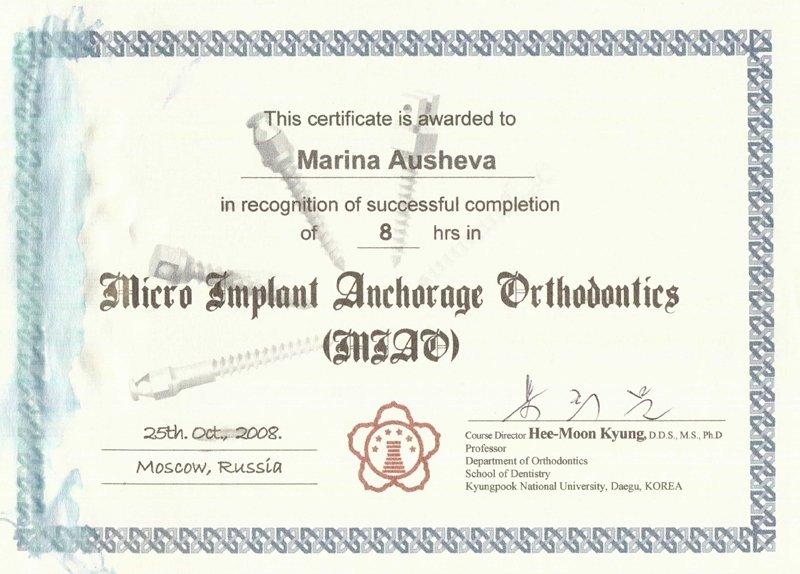 This certificate is awarded to
Marina Ausheva
in recognition of successful completion
of 8 hrs in
Micro Implant Anchorage Orthodontics
(MIAO)
25th. Oct., 2008.
Moscow, Russia
Course Director Hee-Moon Kyung, D.D.S., M.S., Ph.D
Professor
Department of Orthodontics
School of Dentistry
Kyungpook National University, Daegu, KOREA